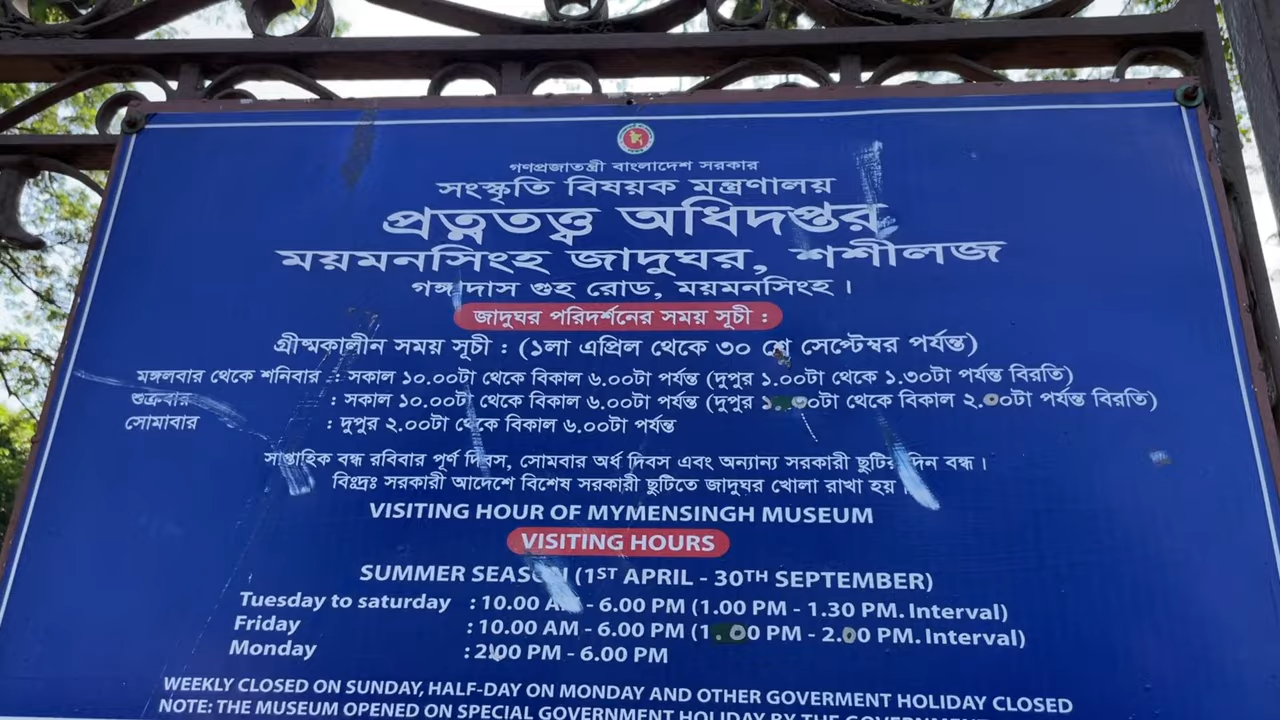 গণপ্রজাতন্ত্রী বাংলাদেশ সরকার
সংস্কৃতি বিষয়ক মন্ত্রণালয়
প্রত্নতত্ত্ব অধিদপ্তর
ময়মনসিংহ জাদুঘর, শশীলজ
গঙ্গাদাস গুহ রোড, ময়মনসিংহ।
জাদুঘর পরিদর্শনের সময় সূচী :
গ্রীষ্মকালীন সময় সূচী : (১লা এপ্রিল থেকে ৩০ শে সেপ্টেম্বর পর্যন্ত)
মঙ্গলবার থেকে শনিবার : সকাল ১০.০০টা থেকে বিকাল ৬.০০টা পর্যন্ত (দুপুর ১.০০টা থেকে ১.৩০টা পর্যন্ত বিরতি)
শুক্রবার : সকাল ১০.০০টা থেকে বিকাল ৬.০০টা পর্যন্ত (দুপুর ১.০০টা থেকে বিকাল ২.০০টা পর্যন্ত বিরতি)
সোমাবার : দুপুর ২.০০টা থেকে বিকাল ৬.০০টা পর্যন্ত
সাপ্তাহিক বন্ধ রবিবার পূর্ণ দিবস, সোমবার অর্ধ দিবস এবং অন্যান্য সরকারী ছুটির দিন বন্ধ।
বিঃদ্রঃ সরকারী আদেশে বিশেষ সরকারী ছুটিতে জাদুঘর খোলা রাখা হয়
VISITING HOUR OF MYMENSINGH MUSEUM
VISITING HOURS
SUMMER SEASON (1ST APRIL - 30TH SEPTEMBER)
Tuesday to saturday : 10.00 AM - 6.00 PM (1.00 PM - 1.30 PM. Interval)
Friday : 10.00 AM - 6.00 PM (1.00 PM - 2.00 PM. Interval)
Monday : 2.00 PM - 6.00 PM
WEEKLY CLOSED ON SUNDAY, HALF-DAY ON MONDAY AND OTHER GOVERMENT HOLIDAY CLOSED
NOTE: THE MUSEUM OPENED ON SPECIAL GOVERNMENT HOLIDAY BY THE